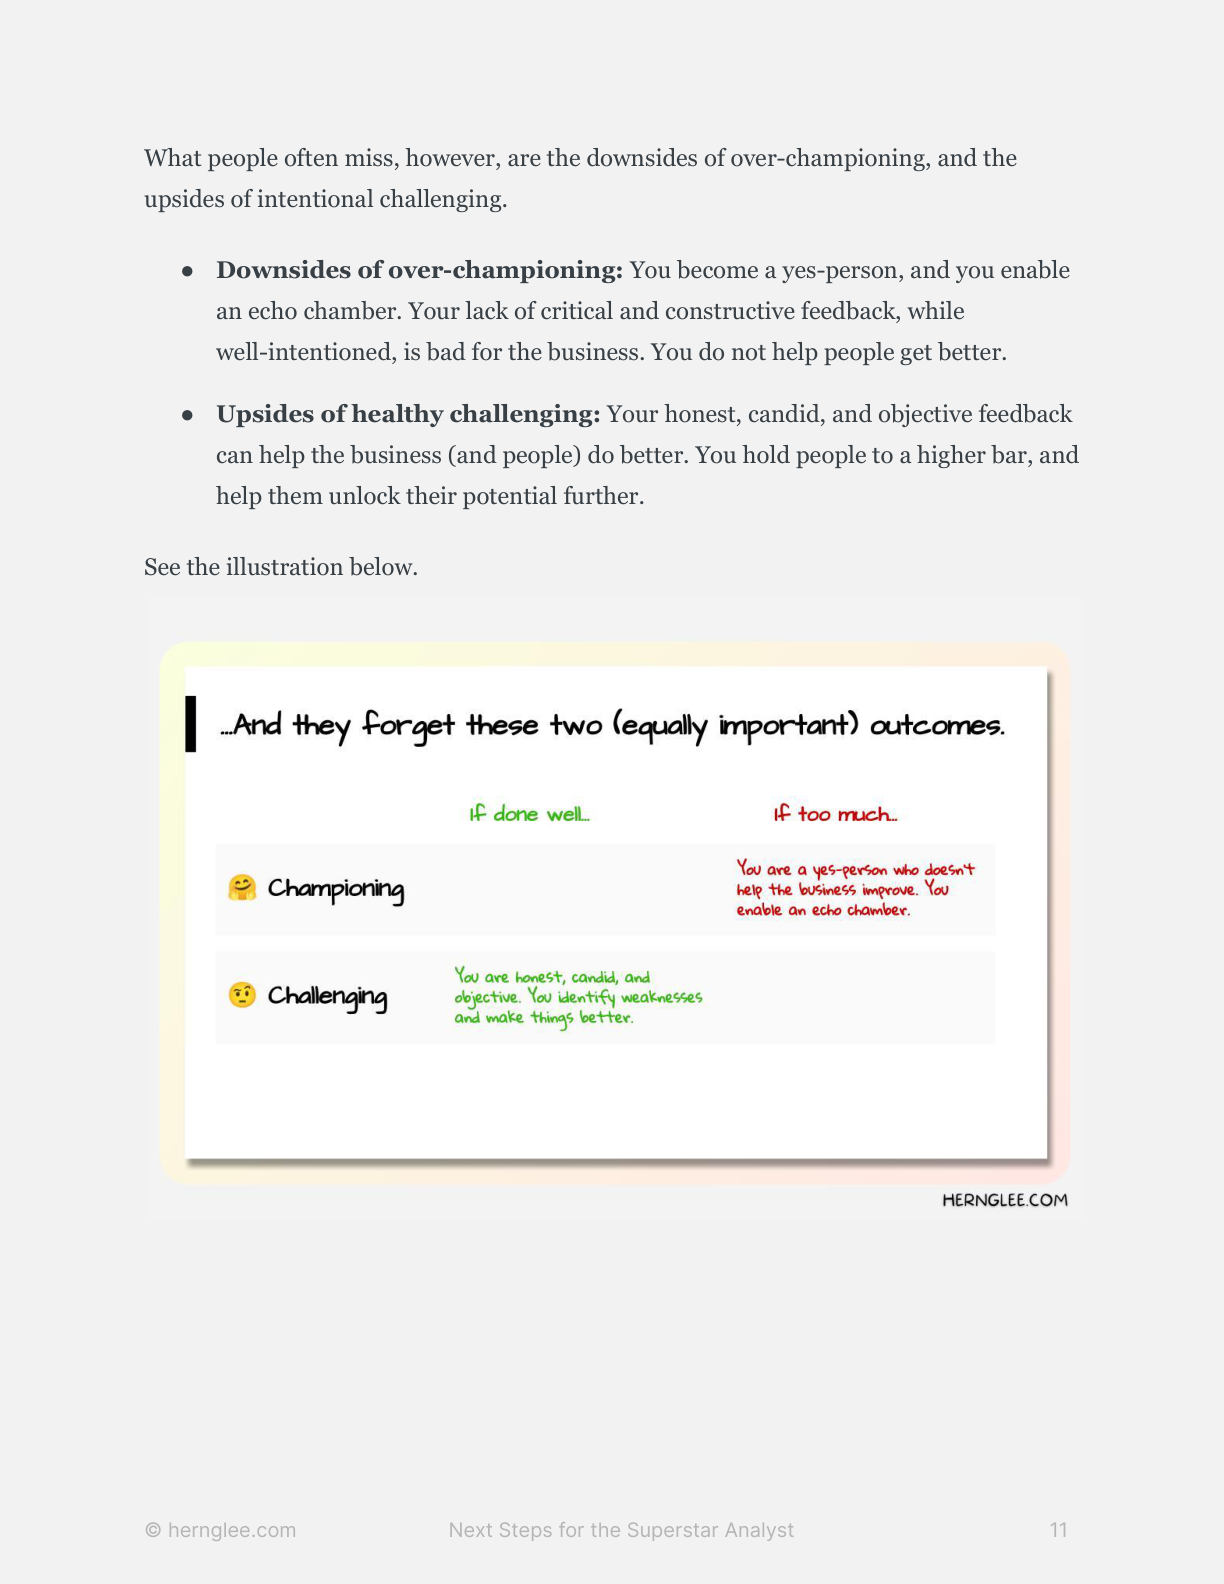 What people often miss, however, are the downsides of over-championing, and the
upsides of intentional challenging.
● Downsides of over-championing: You become a yes-person, and you enable
an echo chamber. Your lack of critical and constructive feedback, while
well-intentioned, is bad for the business. You do not help people get better.
● Upsides of healthy challenging: Your honest, candid, and objective feedback
can help the business (and people) do better. You hold people to a higher bar, and
help them unlock their potential further.
See the illustration below.
...And they forget these two (equally important) outcomes.
If done well...
If too much...
Championing
You are a yes-person who doesn't
help the business improve. You
enable an echo chamber.
Challenging
You are honest, candid, and
objective. You identify weaknesses
and make things better.
HERNGLEE.COM
© hernglee.com
Next Steps for the Superstar Analyst
11